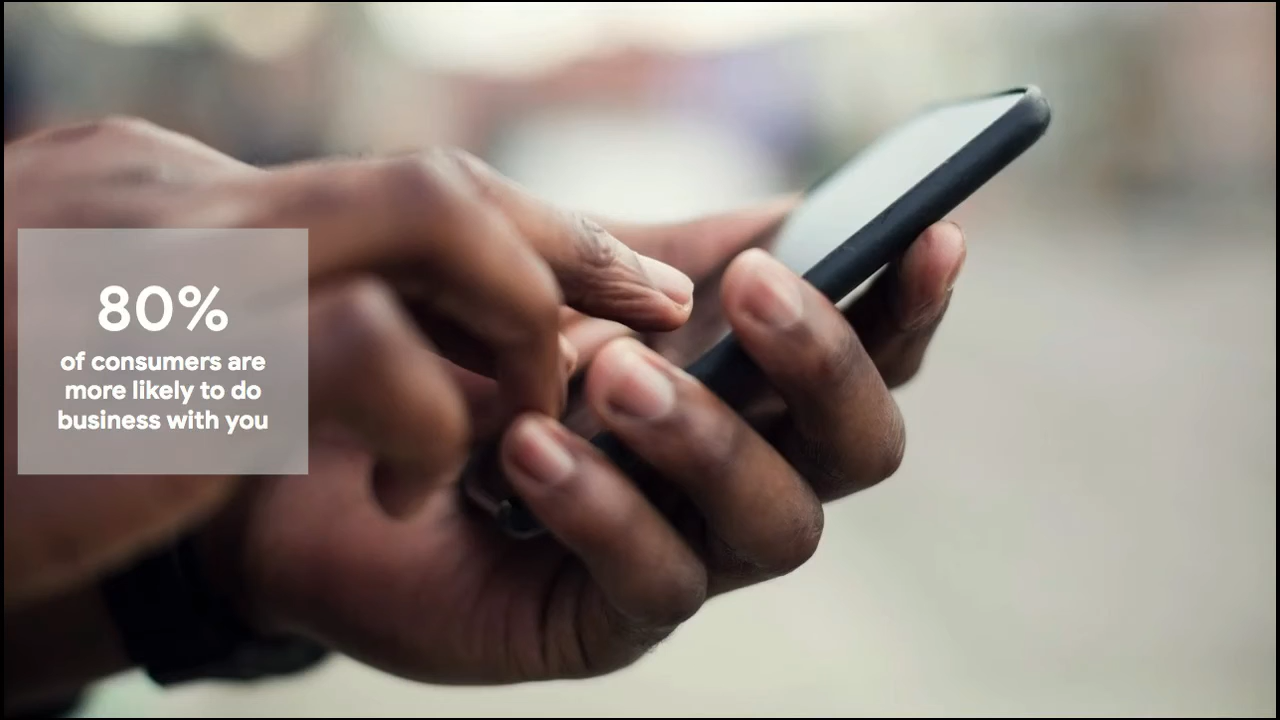 80%
of consumers are
more likely to do
business with you